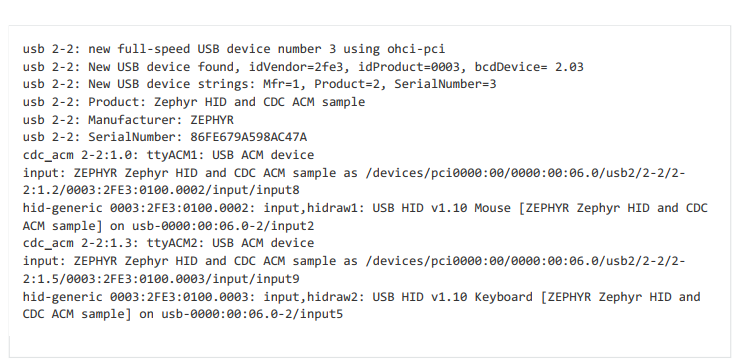 usb 2-2: new full-speed USB device number 3 using ohci-pci
usb 2-2: New USB device found, idVendor=2fe3, idProduct=0003, bcdDevice= 2.03
usb 2-2: New USB device strings: Mfr=1, Product=2, SerialNumber=3
usb 2-2: Product: Zephyr HID and CDC ACM sample
usb 2-2: Manufacturer: ZEPHYR
usb 2-2: SerialNumber: 86FE679A598AC47A
cdc_acm 2-2:1.0: ttyACM1: USB ACM device
input: ZEPHYR Zephyr HID and CDC ACM sample as /devices/pci0000:00/0000:00:06.0/usb2/2-2/2-
2:1.2/0003:2FE3:0100.0002/input/input8
hid-generic 0003:2FE3:0100.0002: input,hidraw1: USB HID v1.10 Mouse [ZEPHYR Zephyr HID and CDC
ACM sample] on usb-0000:00:06.0-2/input2
cdc_acm 2-2:1.3: ttyACM2: USB ACM device
input: ZEPHYR Zephyr HID and CDC ACM sample as /devices/pci0000:00/0000:00:06.0/usb2/2-2/2-
2:1.5/0003:2FE3:0100.0003/input/input9
hid-generic 0003:2FE3:0100.0003: input,hidraw2: USB HID v1.10 Keyboard [ZEPHYR Zephyr HID and
CDC ACM sample] on usb-0000:00:06.0-2/input5